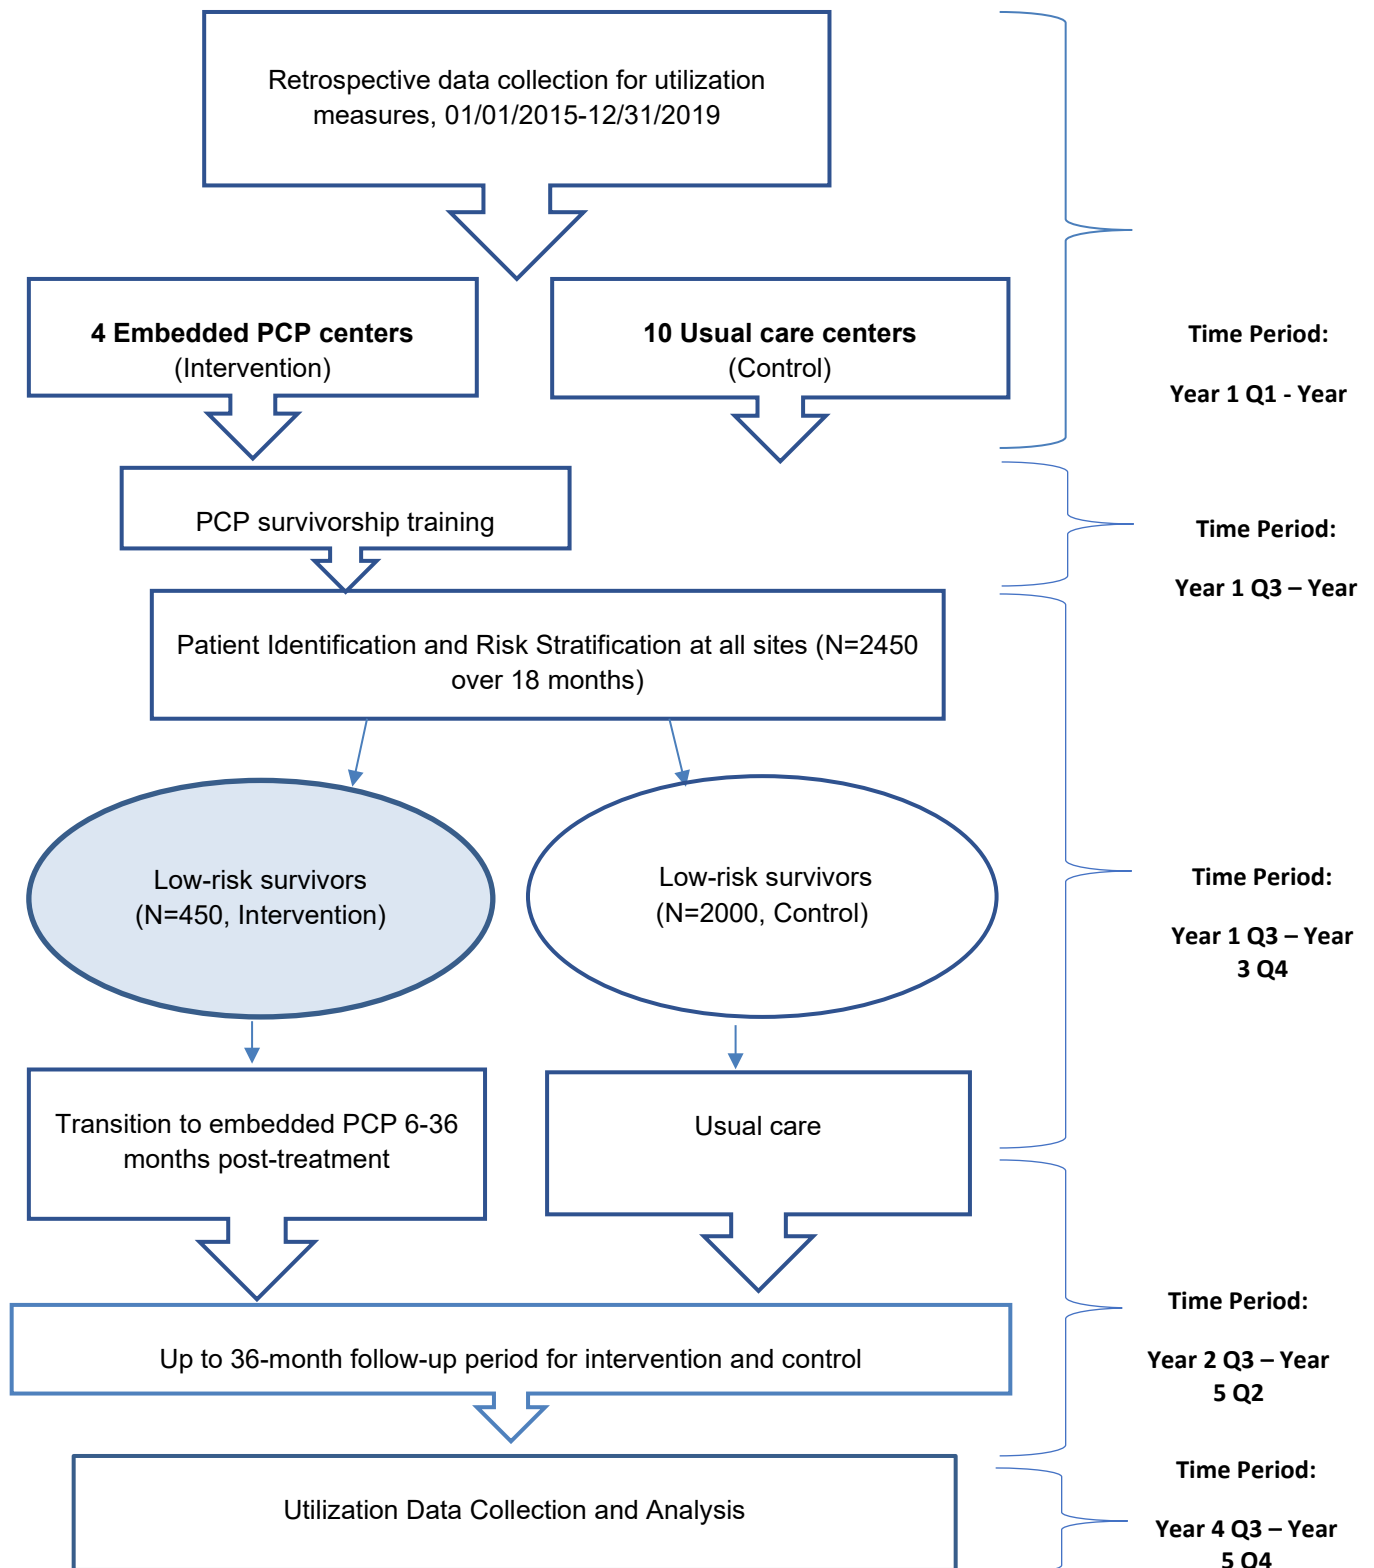 Retrospective data collection for utilization
measures, 01/01/2015-12/31/2019
4 Embedded PCP centers
(Intervention)
10 Usual care centers
(Control)
Time Period:
Year 1 Q1 - Year
PCP survivorship training
Time Period:
Year 1 Q3 – Year
Patient Identification and Risk Stratification at all sites (N=2450
over 18 months)
Low-risk survivors
(N=450, Intervention)
Low-risk survivors
(N=2000, Control)
Time Period:
Year 1 Q3 – Year
3 Q4
Transition to embedded PCP 6-36
months post-treatment
Usual care
Up to 36-month follow-up period for intervention and control
Time Period:
Year 2 Q3 – Year
5 Q2
Utilization Data Collection and Analysis
Time Period:
Year 4 Q3 – Year
5 Q4